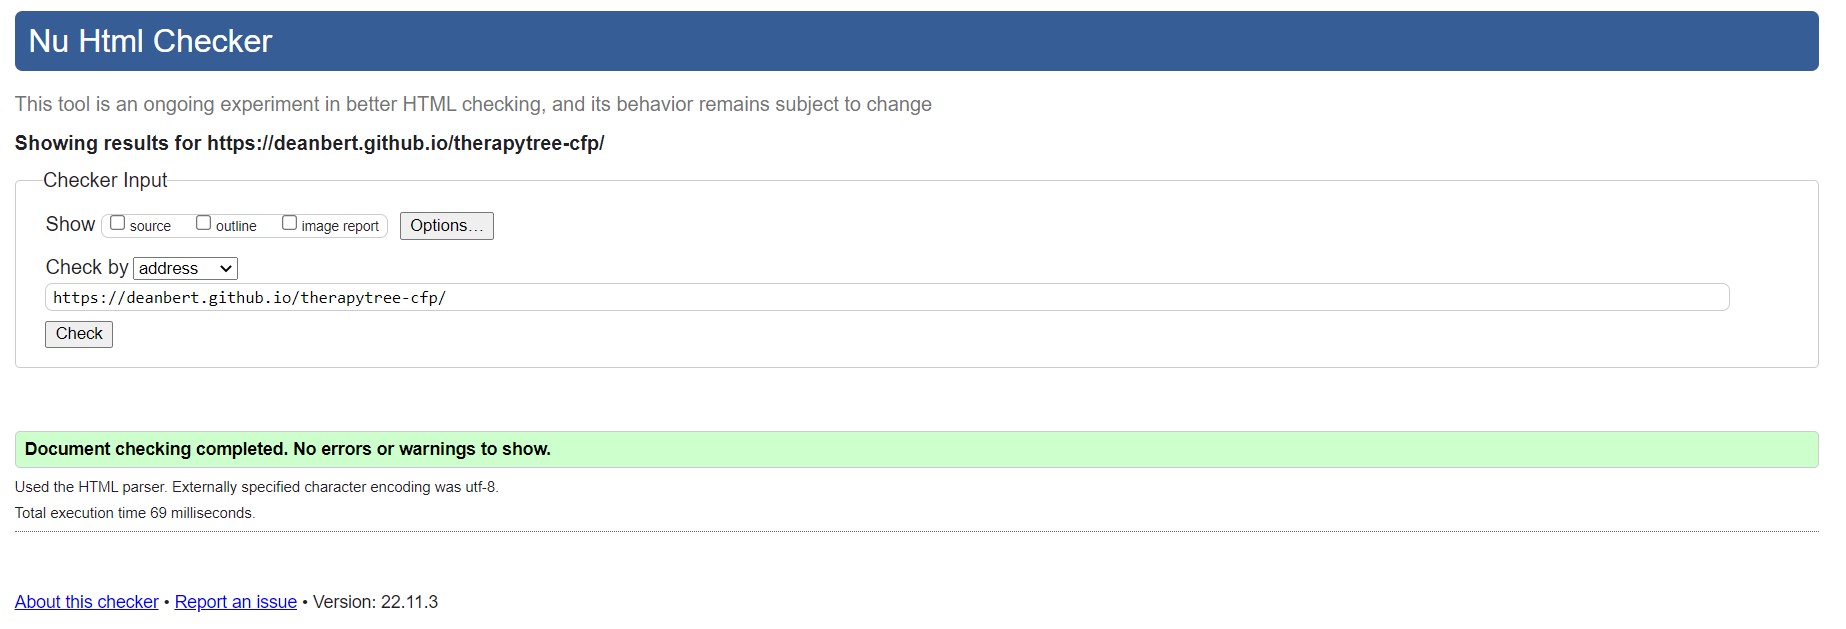 Nu Html Checker
This tool is an ongoing experiment in better HTML checking, and its behavior remains subject to change
Showing results for https://deanbert.github.io/therapytree-cfp/
Checker Input
Show source outline image report Options…
Check by address
https://deanbert.github.io/therapytree-cfp/
Check
Document checking completed. No errors or warnings to show.
Used the HTML parser. Externally specified character encoding was utf-8.
Total execution time 69 milliseconds.
About this checker • Report an issue • Version: 22.11.3